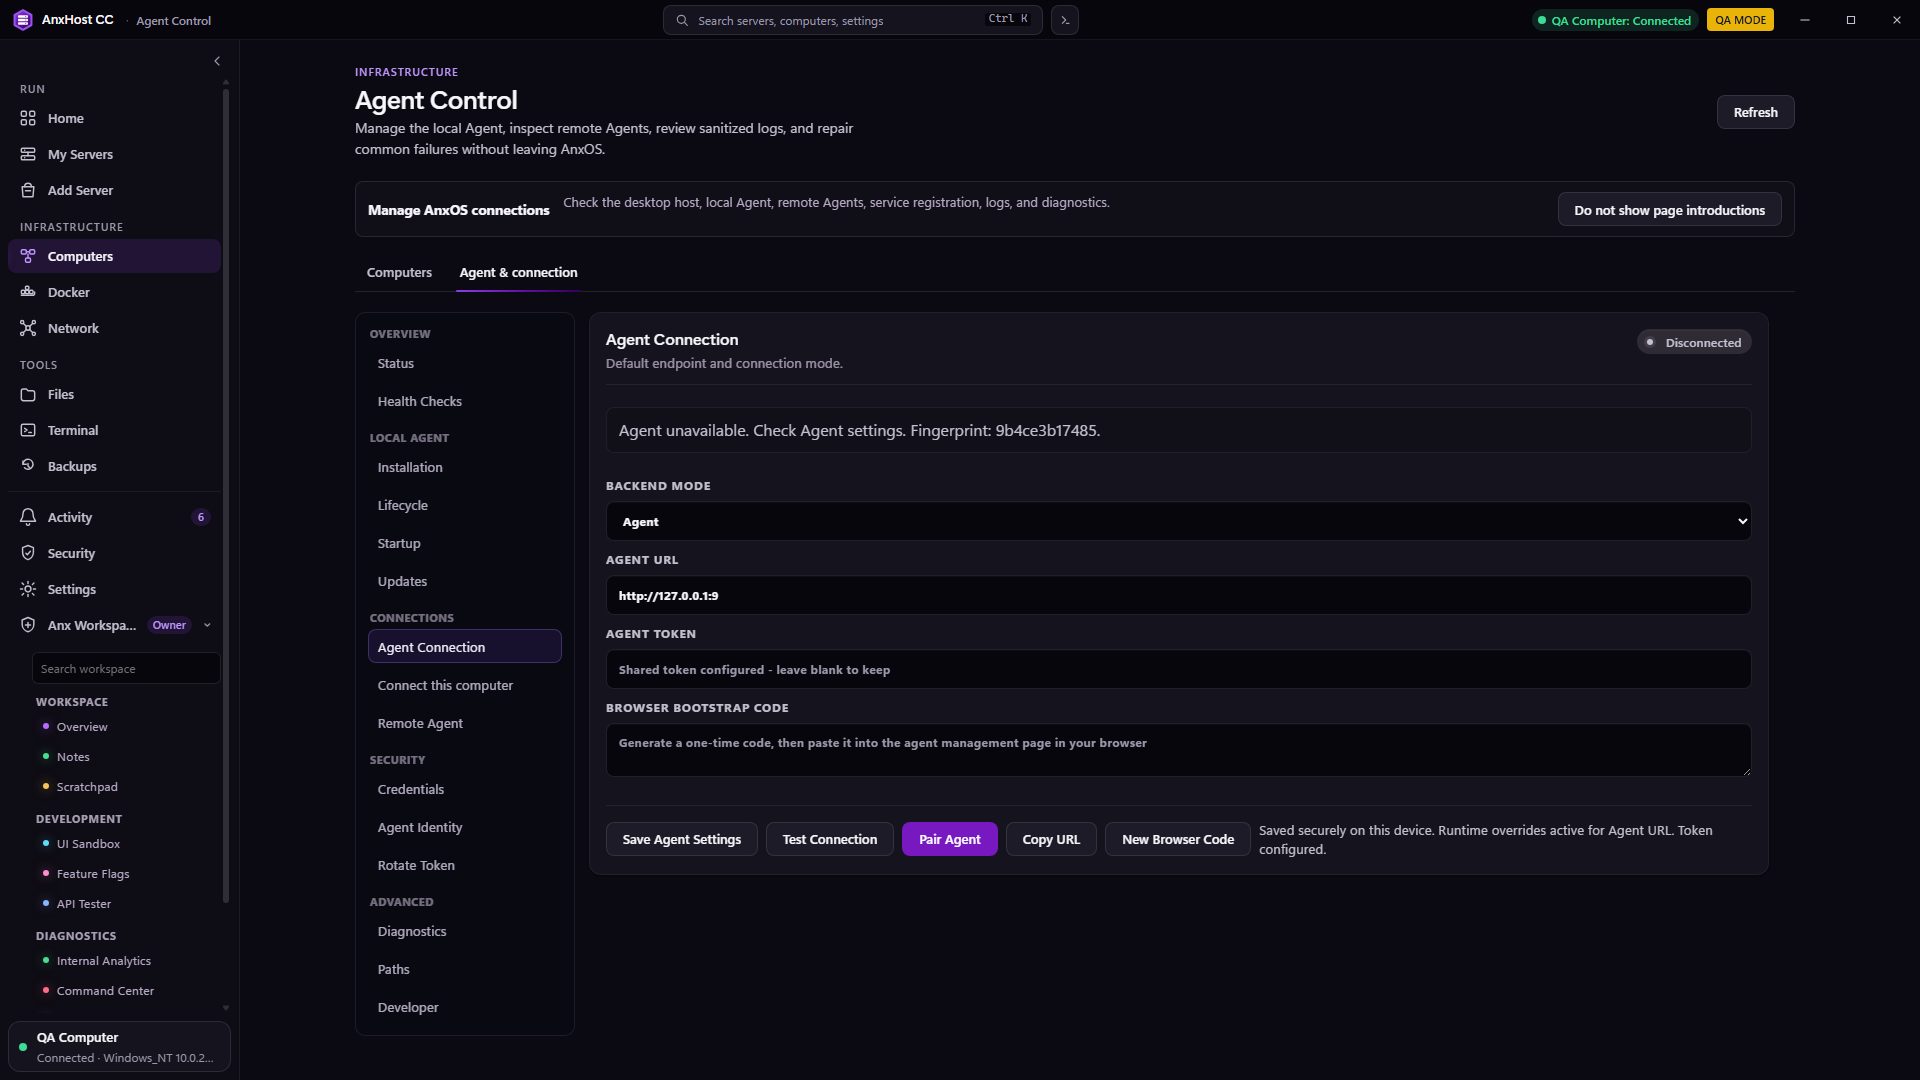 AnxHost CC · Agent Control
Search servers, computers, settings Ctrl K
QA Computer: Connected
QA MODE
RUN
Home
My Servers
Add Server
INFRASTRUCTURE
Computers
Docker
Network
TOOLS
Files
Terminal
Backups
Activity 6
Security
Settings
Anx Workspa... Owner
Search workspace
WORKSPACE
Overview
Notes
Scratchpad
DEVELOPMENT
UI Sandbox
Feature Flags
API Tester
DIAGNOSTICS
Internal Analytics
Command Center
QA Computer
Connected · Windows_NT 10.0.2...
INFRASTRUCTURE
Agent Control
Manage the local Agent, inspect remote Agents, review sanitized logs, and repair
common failures without leaving AnxOS.
Refresh
Manage AnxOS connections Check the desktop host, local Agent, remote Agents, service registration, logs, and diagnostics.
Do not show page introductions
Computers Agent & connection
OVERVIEW
Status
Health Checks
LOCAL AGENT
Installation
Lifecycle
Startup
Updates
CONNECTIONS
Agent Connection
Connect this computer
Remote Agent
SECURITY
Credentials
Agent Identity
Rotate Token
ADVANCED
Diagnostics
Paths
Developer
Agent Connection
Default endpoint and connection mode.
Disconnected
Agent unavailable. Check Agent settings. Fingerprint: 9b4ce3b17485.
BACKEND MODE
Agent
AGENT URL
http://127.0.0.1:9
AGENT TOKEN
Shared token configured - leave blank to keep
BROWSER BOOTSTRAP CODE
Generate a one-time code, then paste it into the agent management page in your browser
Save Agent Settings Test Connection Pair Agent Copy URL New Browser Code
Saved securely on this device. Runtime overrides active for Agent URL. Token
configured.